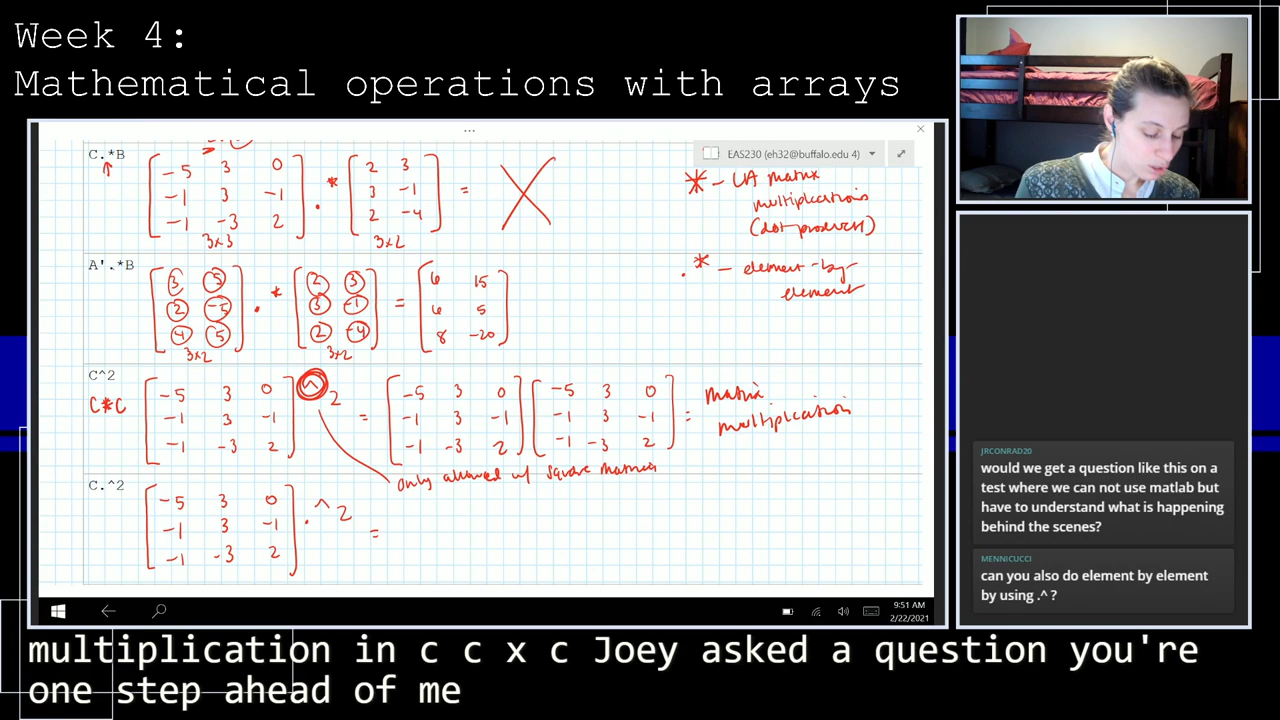 Week 4:
Mathematical operations with arrays
EAS230 (eh32@buffalo.edu 4)
C.*B
-5 3 0
-1 3 -1
-1 -3 2
3x3
. *
2 3
3 -1
2 -4
3x2
=
* - LA matrix
multiplications
(dot product)
A'.*B
3 5
2 -5
4 5
3x2
. *
2 3
3 -1
2 -4
3x2
=
6 15
6 5
8 -20
.* - element-by-
element
C^2
C*C
-5 3 0
-1 3 -1
-1 -3 2
^ 2
=
-5 3 0
-1 3 -1
-1 -3 2
-5 3 0
-1 3 -1
-1 -3 2
= matrix
multiplication
only allowed w/ square matrices
C.^2
-5 3 0
-1 3 -1
-1 -3 2
.^ 2 =
9:51 AM
2/22/2021
JRCONRAD20
would we get a question like this on a
test where we can not use matlab but
have to understand what is happening
behind the scenes?
MENNICUCCI
can you also do element by element
by using .^ ?
multiplication in c c x c Joey asked a question you're
one step ahead of me